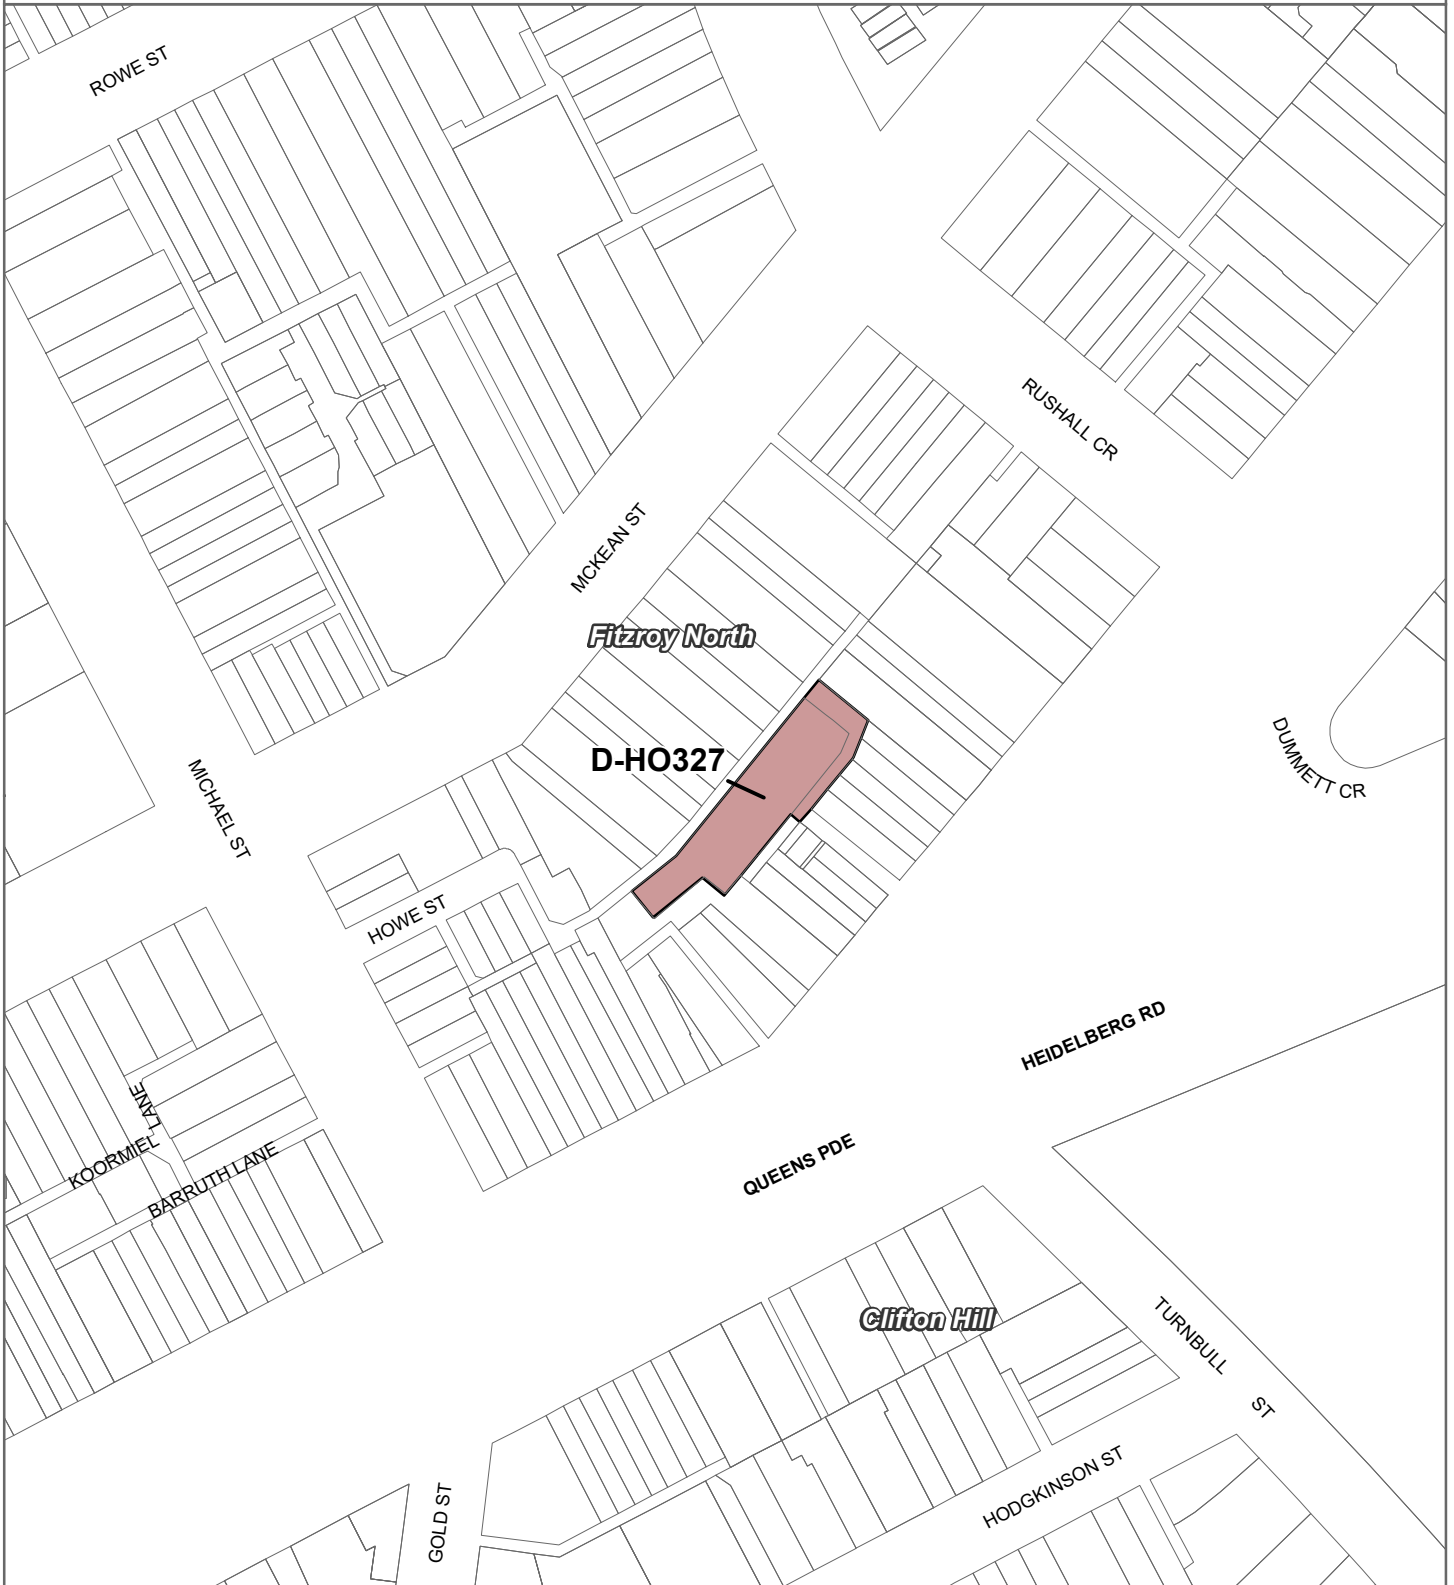 ROWE ST
RUSHALL CR
MCKEAN ST
Fitzroy North
D-HO327
DUMMETT CR
MICHAEL ST
HOWE ST
HEIDELBERG RD
KOORMIEL LANE
BARRUTH LANE
QUEENS PDE
Clifton Hill
TURNBULL ST
HODGKINSON ST
GOLD ST